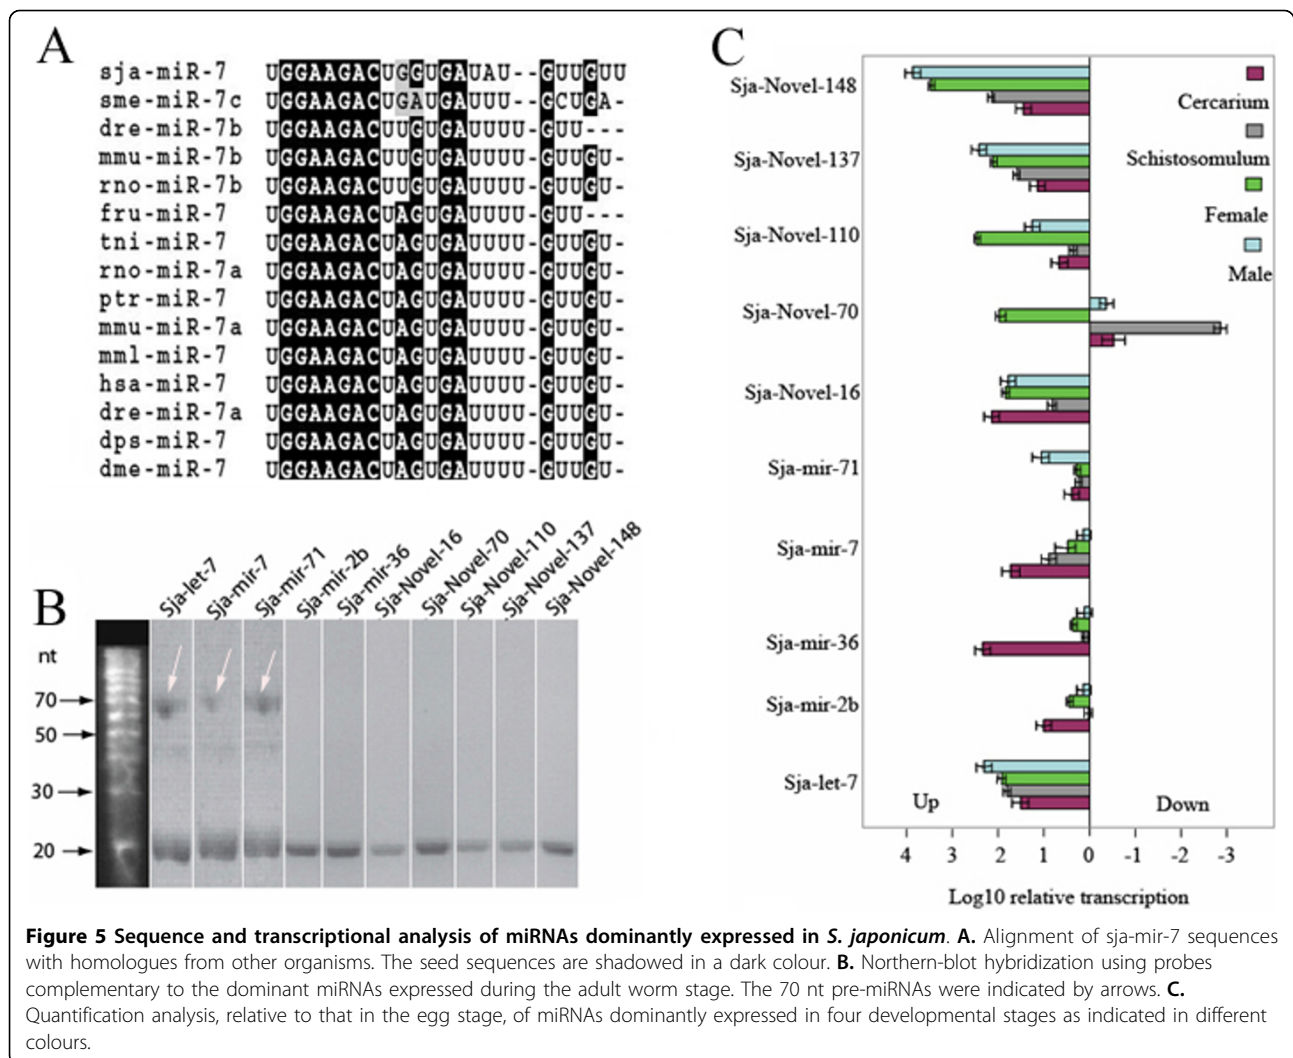 A
sja-miR-7 UGGAAGACUGGUGAUAU--GUUGUU
sme-miR-7c UGGAAGACUGAUGAUUU--GCUGA-
dre-miR-7b UGGAAGACUUGUGAUUUU-GUU---
mmu-miR-7b UGGAAGACUUGUGAUUUU-GUUGU-
rno-miR-7b UGGAAGACUUGUGAUUUU-GUUGU-
fru-miR-7 UGGAAGACUAGUGAUUUU-GUU---
tni-miR-7 UGGAAGACUAGUGAUUUU-GUUGU-
rno-miR-7a UGGAAGACUAGUGAUUUU-GUUGU-
ptr-miR-7 UGGAAGACUAGUGAUUUU-GUUGU-
mmu-miR-7a UGGAAGACUAGUGAUUUU-GUUGU-
mml-miR-7 UGGAAGACUAGUGAUUUU-GUUGU-
hsa-miR-7 UGGAAGACUAGUGAUUUU-GUUGU-
dre-miR-7a UGGAAGACUAGUGAUUUU-GUUGU-
dps-miR-7 UGGAAGACUAGUGAUUUU-GUUGU-
dme-miR-7 UGGAAGACUAGUGAUUUU-GUUGU-
B
Sja-let-7
Sja-mir-7
Sja-mir-71
Sja-mir-2b
Sja-mir-36
Sja-Novel-16
Sja-Novel-70
Sja-Novel-110
Sja-Novel-137
Sja-Novel-148
nt
70
50
30
20
C
Sja-Novel-148
Sja-Novel-137
Sja-Novel-110
Sja-Novel-70
Sja-Novel-16
Sja-mir-71
Sja-mir-7
Sja-mir-36
Sja-mir-2b
Sja-let-7
Cercarium
Schistosomulum
Female
Male
Up
Down
4 3 2 1 0 -1 -2 -3
Log10 relative transcription
Figure 5 Sequence and transcriptional analysis of miRNAs dominantly expressed in S. japonicum. A. Alignment of sja-mir-7 sequences
with homologues from other organisms. The seed sequences are shadowed in a dark colour. B. Northern-blot hybridization using probes
complementary to the dominant miRNAs expressed during the adult worm stage. The 70 nt pre-miRNAs were indicated by arrows. C.
Quantification analysis, relative to that in the egg stage, of miRNAs dominantly expressed in four developmental stages as indicated in different
colours.